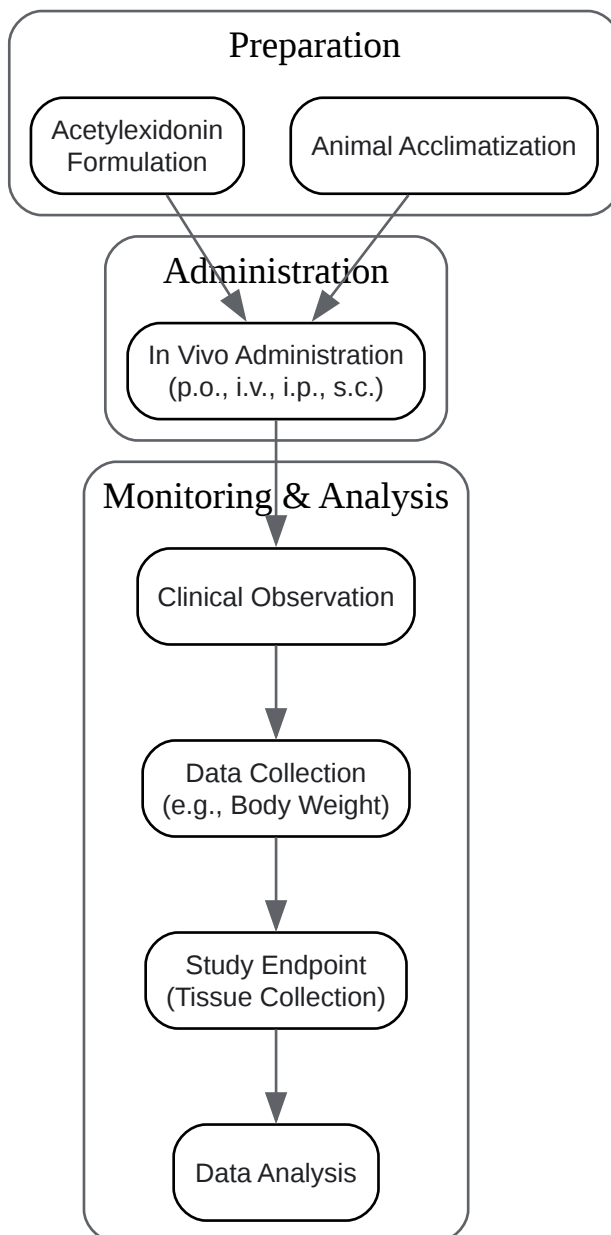 Preparation
Acetylexidonin
Formulation
Animal Acclimatization
Administration
In Vivo Administration
(p.o., i.v., i.p., s.c.)
Monitoring & Analysis
Clinical Observation
Data Collection
(e.g., Body Weight)
Study Endpoint
(Tissue Collection)
Data Analysis